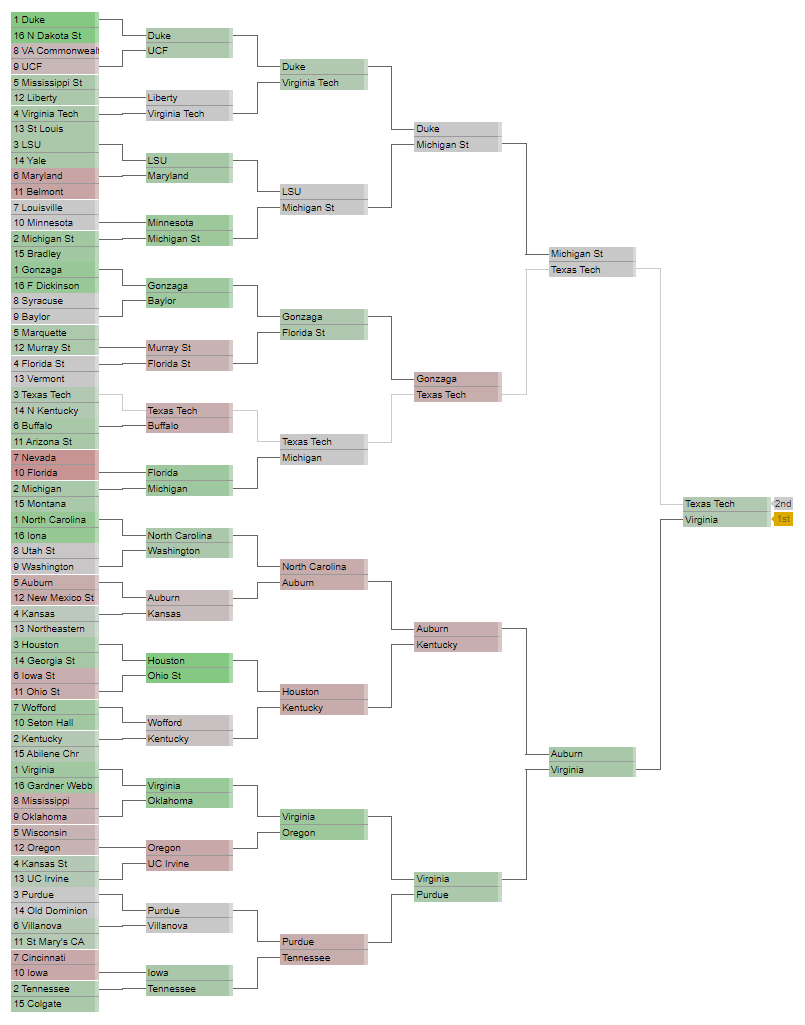 1 Duke
16 N Dakota St
8 VA Commonwealt
9 UCF
5 Mississippi St
12 Liberty
4 Virginia Tech
13 St Louis
3 LSU
14 Yale
6 Maryland
11 Belmont
7 Louisville
10 Minnesota
2 Michigan St
15 Bradley
1 Gonzaga
16 F Dickinson
8 Syracuse
9 Baylor
5 Marquette
12 Murray St
4 Florida St
13 Vermont
3 Texas Tech
14 N Kentucky
6 Buffalo
11 Arizona St
7 Nevada
10 Florida
2 Michigan
15 Montana
1 North Carolina
16 Iona
8 Utah St
9 Washington
5 Auburn
12 New Mexico St
4 Kansas
13 Northeastern
3 Houston
14 Georgia St
6 Iowa St
11 Ohio St
7 Wofford
10 Seton Hall
2 Kentucky
15 Abilene Chr
1 Virginia
16 Gardner Webb
8 Mississippi
9 Oklahoma
5 Wisconsin
12 Oregon
4 Kansas St
13 UC Irvine
3 Purdue
14 Old Dominion
6 Villanova
11 St Mary's CA
7 Cincinnati
10 Iowa
2 Tennessee
15 Colgate
Duke
UCF
Liberty
Virginia Tech
LSU
Maryland
Minnesota
Michigan St
Gonzaga
Baylor
Murray St
Florida St
Texas Tech
Buffalo
Florida
Michigan
North Carolina
Washington
Auburn
Kansas
Houston
Ohio St
Wofford
Kentucky
Virginia
Oklahoma
Oregon
UC Irvine
Purdue
Villanova
Iowa
Tennessee
Duke
Virginia Tech
LSU
Michigan St
Gonzaga
Florida St
Texas Tech
Michigan
North Carolina
Auburn
Houston
Kentucky
Virginia
Oregon
Purdue
Tennessee
Duke
Michigan St
Gonzaga
Texas Tech
Auburn
Kentucky
Virginia
Purdue
Michigan St
Texas Tech
Auburn
Virginia
Texas Tech 2nd
Virginia 1st